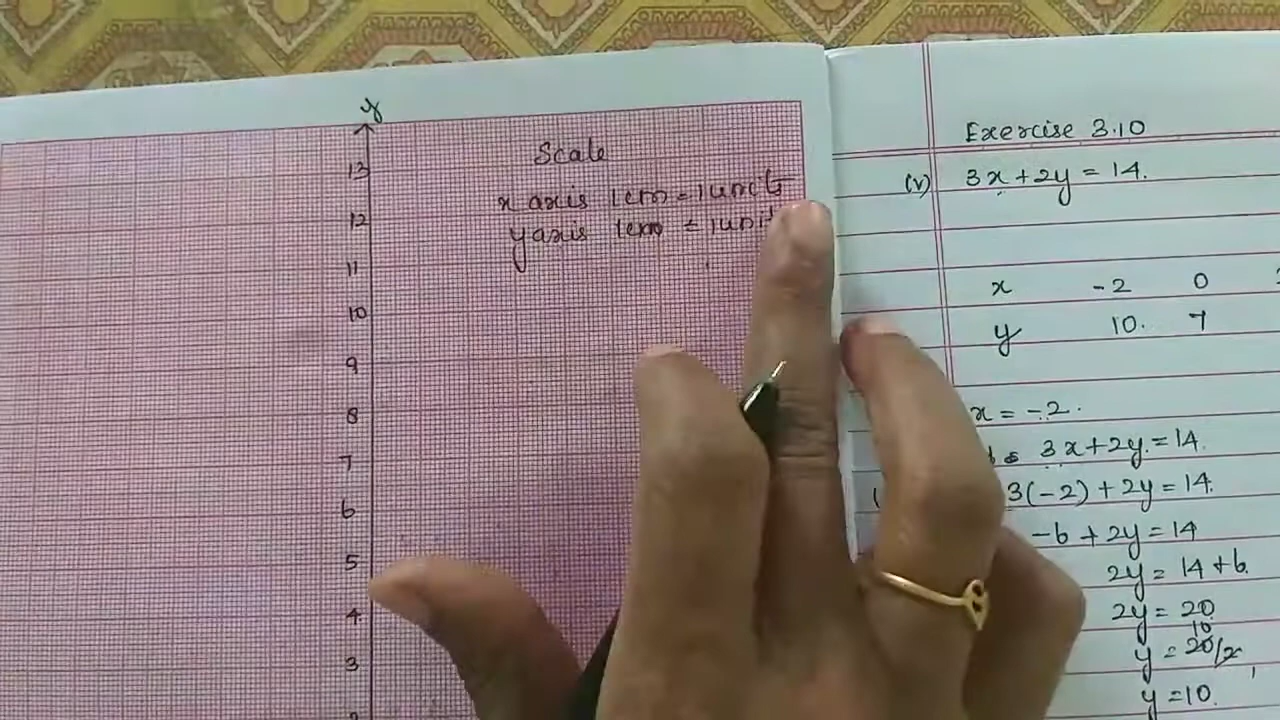 y
Scale
x axis 1cm = 1unit
y axis 1cm = 1unit
13
12
11
10
9
8
7
6
5
4
3
2
Exercise 3.10
(v) 3x + 2y = 14.
x -2 0
y 10. 7
x = -2.
3x + 2y = 14.
3(-2) + 2y = 14.
-6 + 2y = 14
2y = 14 + 6.
2y = 20
10
y = 20/2
y = 10.